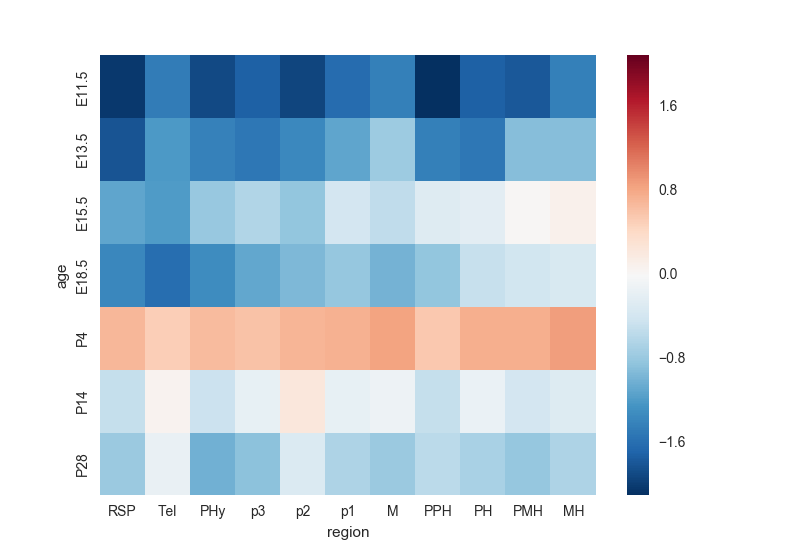 age
E11.5
E13.5
E15.5
E18.5
P4
P14
P28
RSP Tel PHy p3 p2 p1 M PPH PH PMH MH
region
1.6
0.8
0.0
−0.8
−1.6